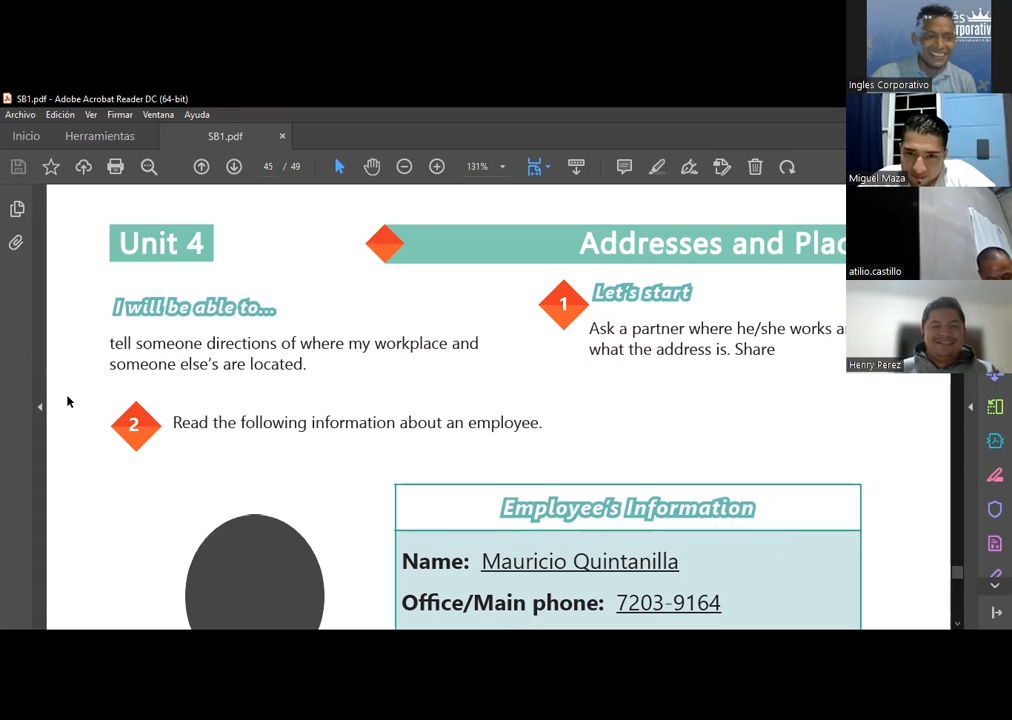 SB1.pdf - Adobe Acrobat Reader DC (64-bit)
Archivo Edición Ver Firmar Ventana Ayuda
Inicio Herramientas SB1.pdf ×
45 / 49 131%
Unit 4
Addresses and Plac
I will be able to...
tell someone directions of where my workplace and
someone else's are located.
1 Let's start
Ask a partner where he/she works a
what the address is. Share
2 Read the following information about an employee.
Employee's Information
Name: Mauricio Quintanilla
Office/Main phone: 7203-9164
és
rporativ
Ingles Corporativo
Miguel Maza
atilio.castillo
Henry Perez